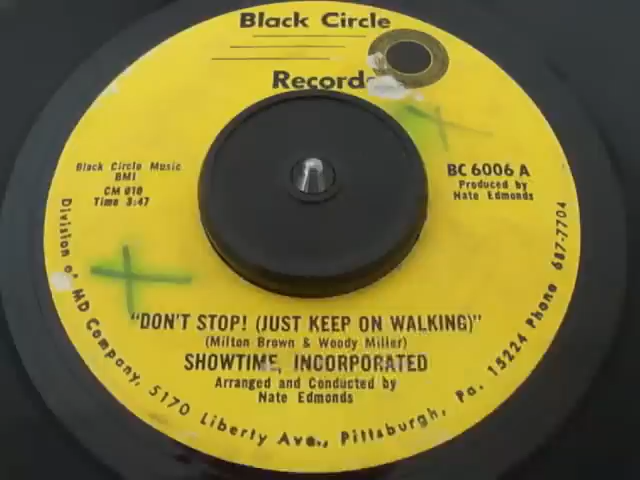 Black Circle
Records
Black Circle Music
BMI
CM 010
Time 3:47
BC 6006 A
Produced by
Nate Edmonds
"DON'T STOP! (JUST KEEP ON WALKING)"
(Milton Brown & Woody Miller)
SHOWTIME, INCORPORATED
Arranged and Conducted by
Nate Edmonds
Division of MD Company, 5170 Liberty Ave., Pittsburgh, Pa. 15224 Phone 687-7704